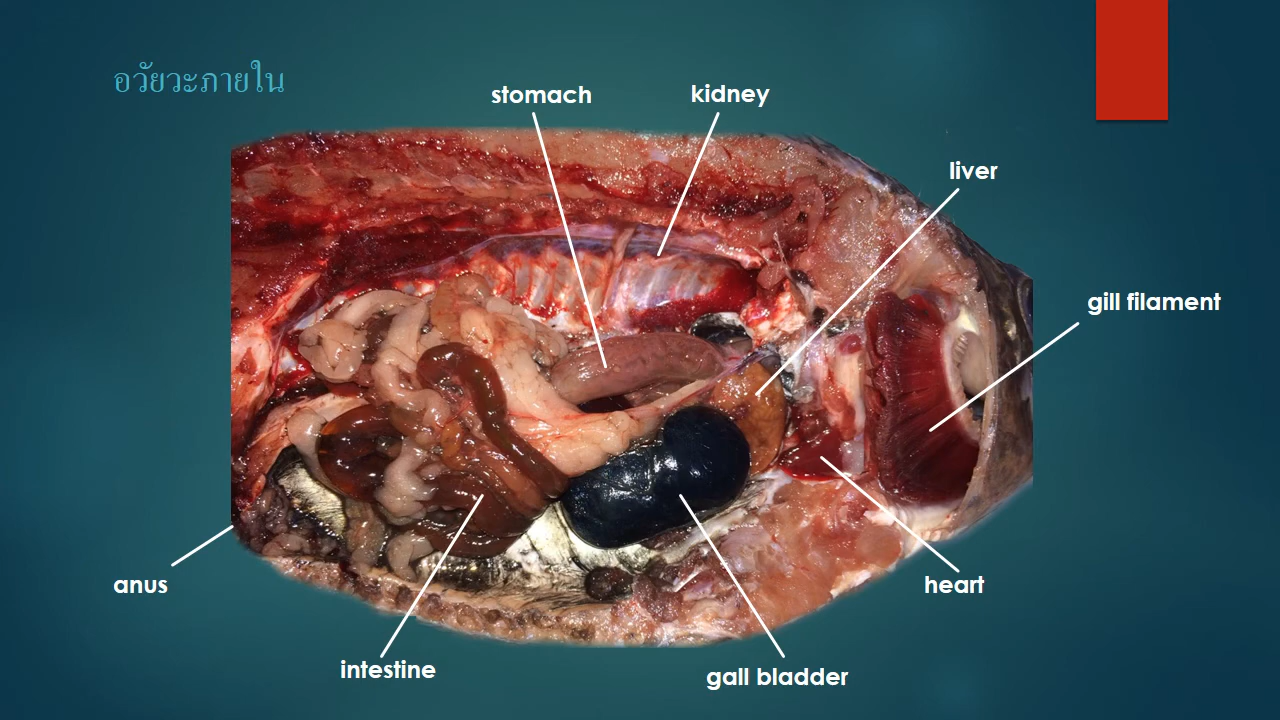 อวัยวะภายใน
stomach
kidney
liver
gill filament
anus
heart
intestine
gall bladder